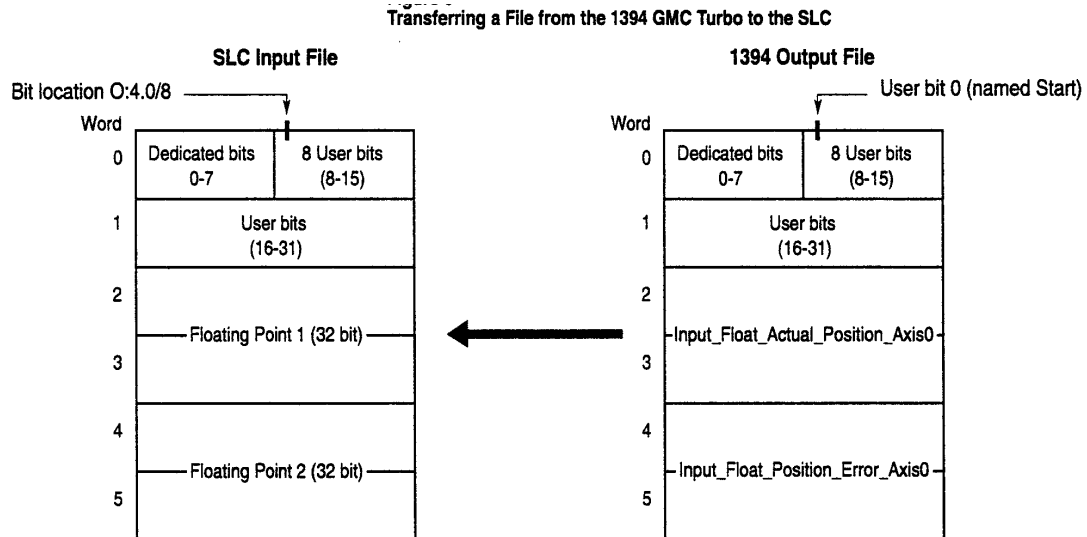 Transferring a File from the 1394 GMC Turbo to the SLC
SLC Input File
Bit location O:4.0/8
Word
0
Dedicated bits
0-7
8 User bits
(8-15)
1
User bits
(16-31)
2
Floating Point 1 (32 bit)
3
4
Floating Point 2 (32 bit)
5
1394 Output File
User bit 0 (named Start)
Word
0
Dedicated bits
0-7
8 User bits
(8-15)
1
User bits
(16-31)
2
Input_Float_Actual_Position_Axis0
3
4
Input_Float_Position_Error_Axis0
5